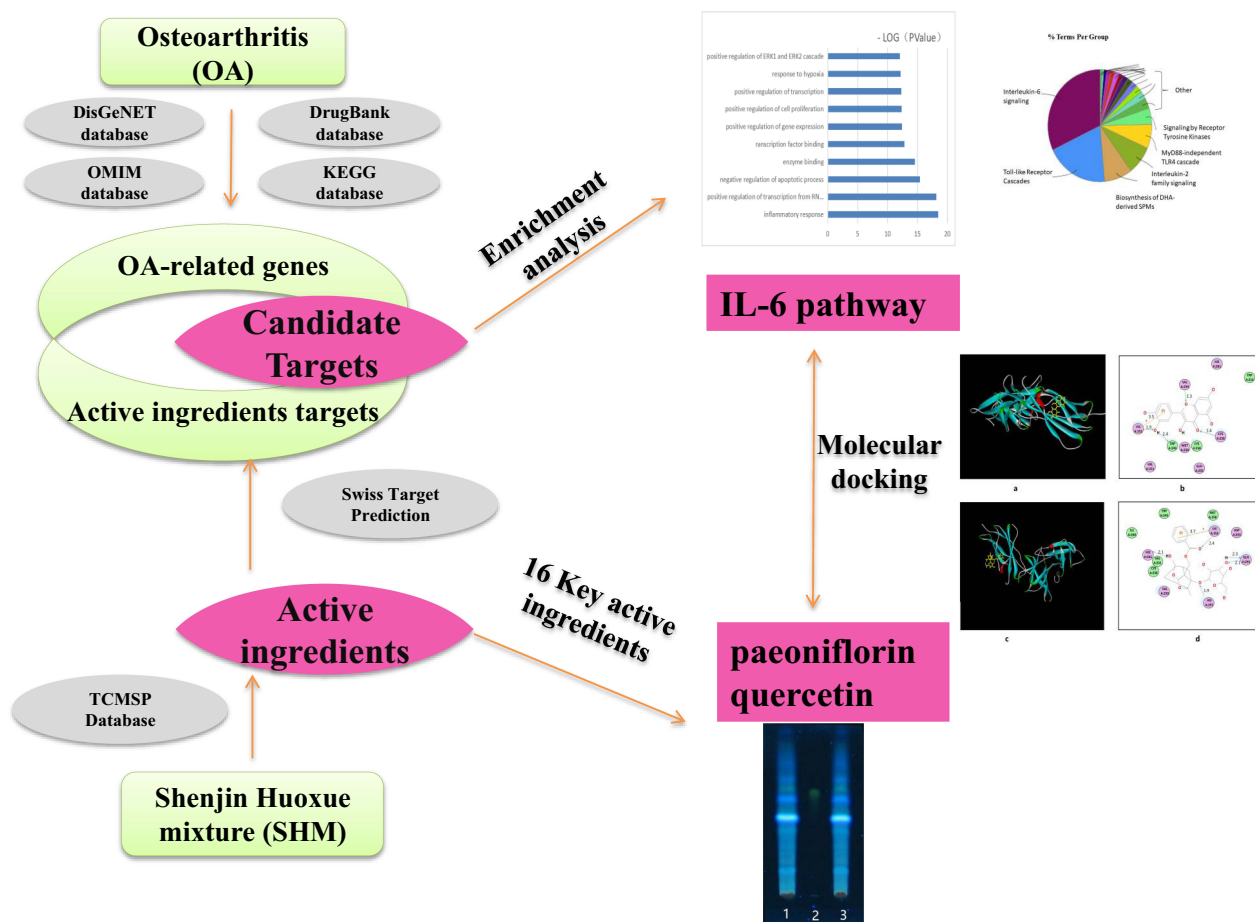 Osteoarthritis
(OA)
DisGeNET
database
DrugBank
database
OMIM
database
KEGG
database
OA-related genes
Candidate
Targets
Active ingredients targets
Swiss Target
Prediction
Active
ingredients
TCMSP
Database
Shenjin Huoxue
mixture (SHM)
Enrichment
analysis
16 Key active
ingredients
- LOG（PValue）
positive regulation of ERK1 and ERK2 cascade
response to hypoxia
positive regulation of transcription
positive regulation of cell proliferation
positive regulation of gene expression
transcription factor binding
enzyme binding
negative regulation of apoptotic process
positive regulation of transcription from RN...
inflammatory response
0 5 10 15 20
% Terms Per Group
Interleukin-6
signaling
Other
Signaling by Receptor
Tyrosine Kinases
MyD88-independent
TLR4 cascade
Interleukin-2
family signaling
Biosynthesis of DHA-
derived SPMs
Toll-like Receptor
Cascades
IL-6 pathway
Molecular
docking
a
b
c
d
paeoniflorin
quercetin
1 2 3